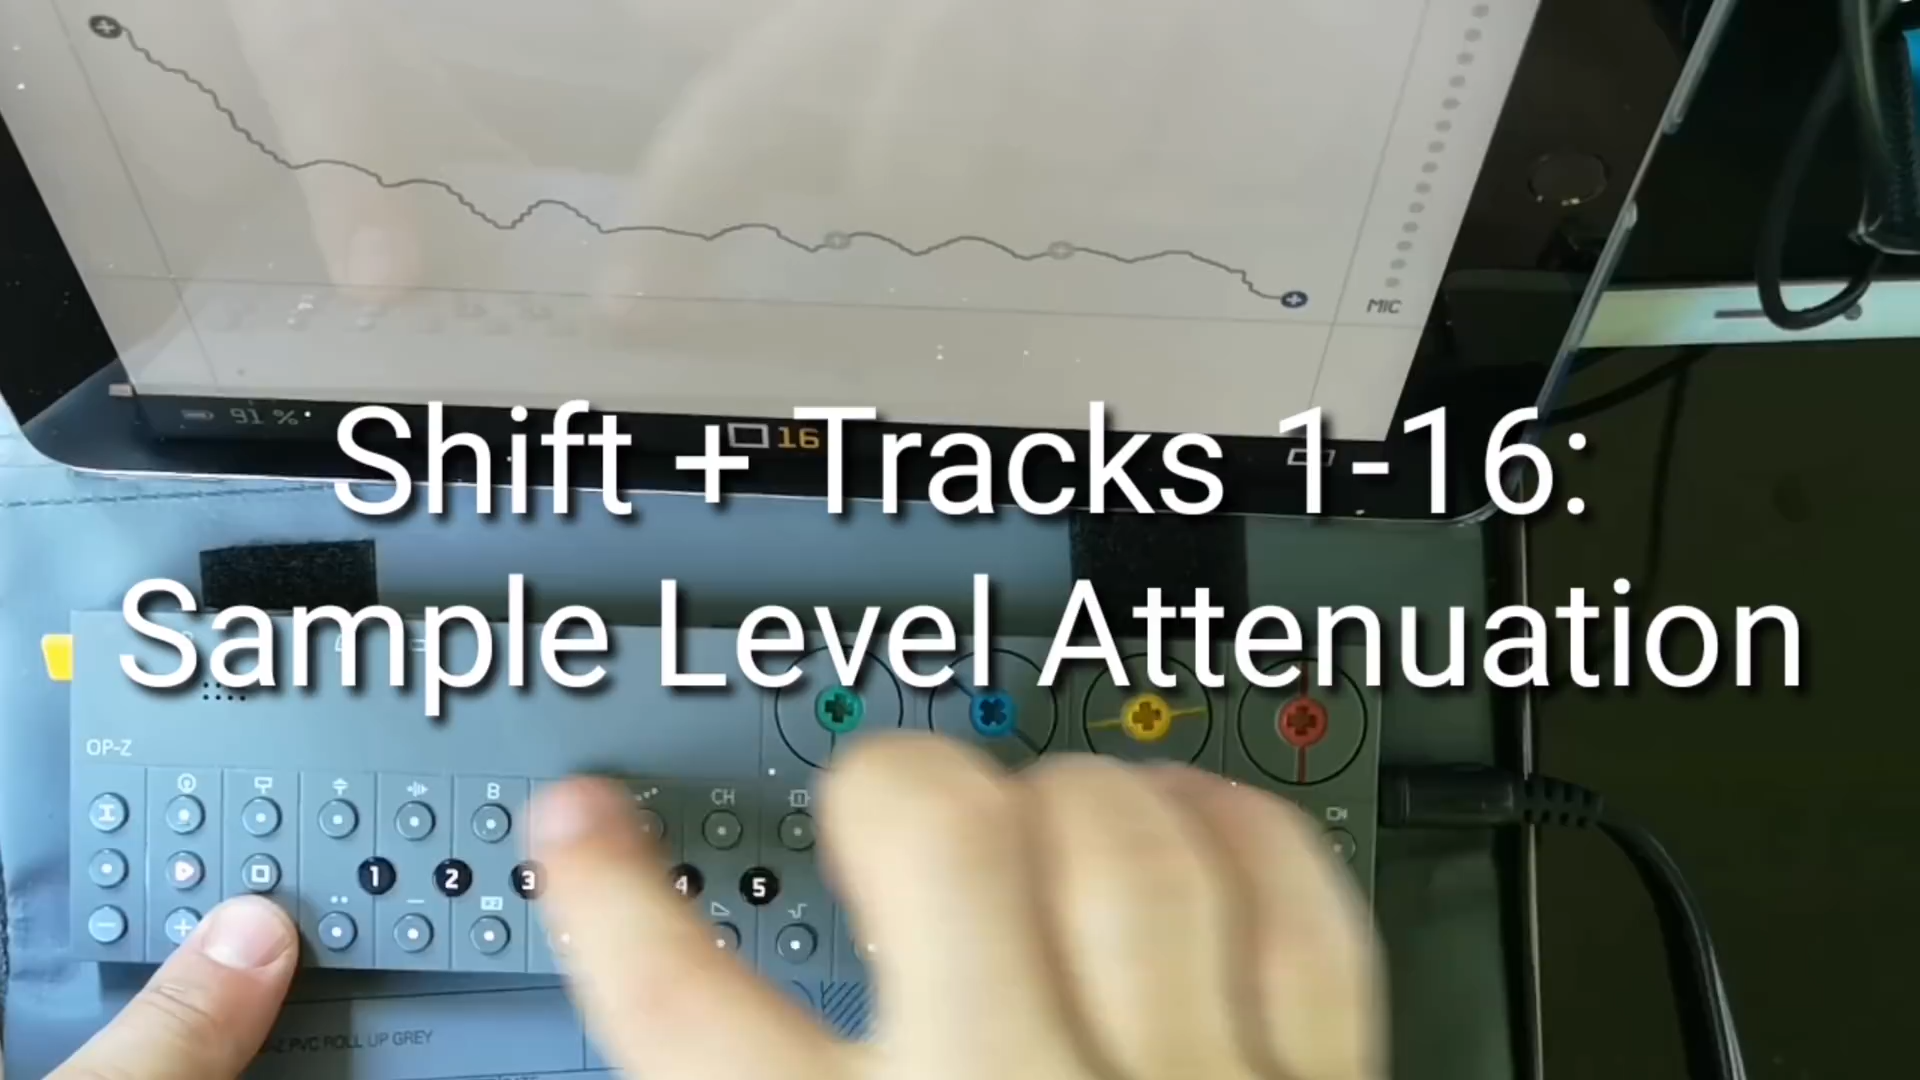 MIC
91 %
16
Shift + Tracks 1-16:
Sample Level Attenuation
OP-Z
B
CH
1
2
3
4
5
PVC ROLL UP GREY